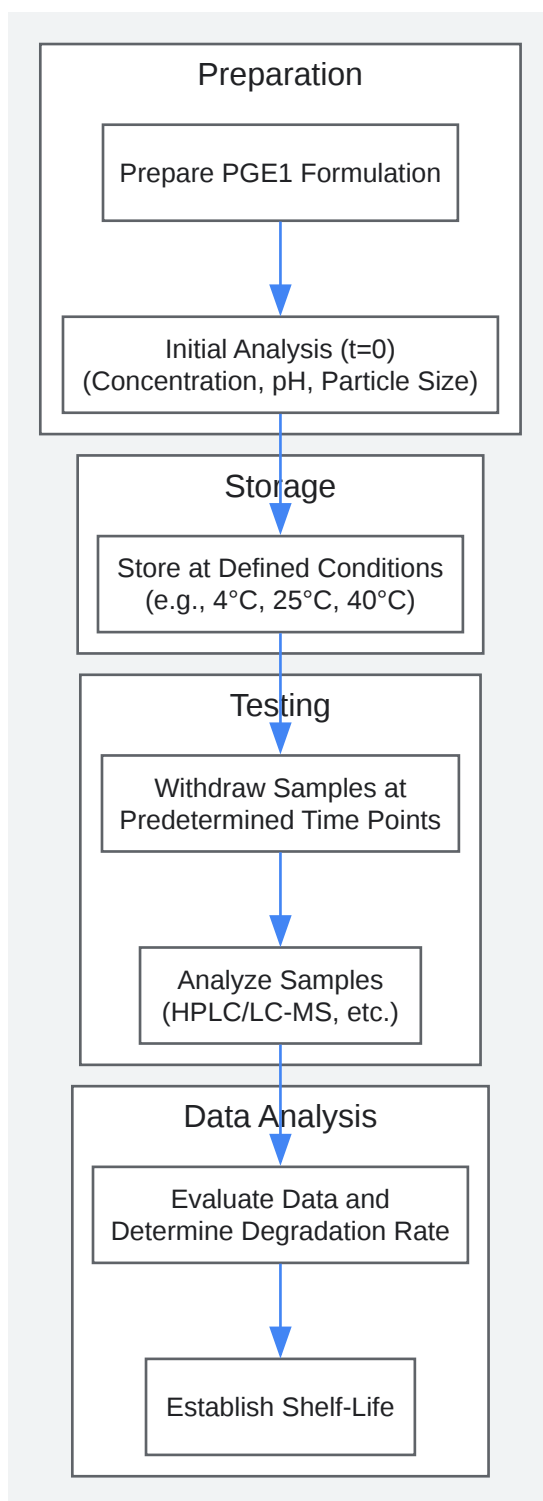 Preparation
Prepare PGE1 Formulation
Initial Analysis (t=0)
(Concentration, pH, Particle Size)
Storage
Store at Defined Conditions
(e.g., 4°C, 25°C, 40°C)
Testing
Withdraw Samples at
Predetermined Time Points
Analyze Samples
(HPLC/LC-MS, etc.)
Data Analysis
Evaluate Data and
Determine Degradation Rate
Establish Shelf-Life